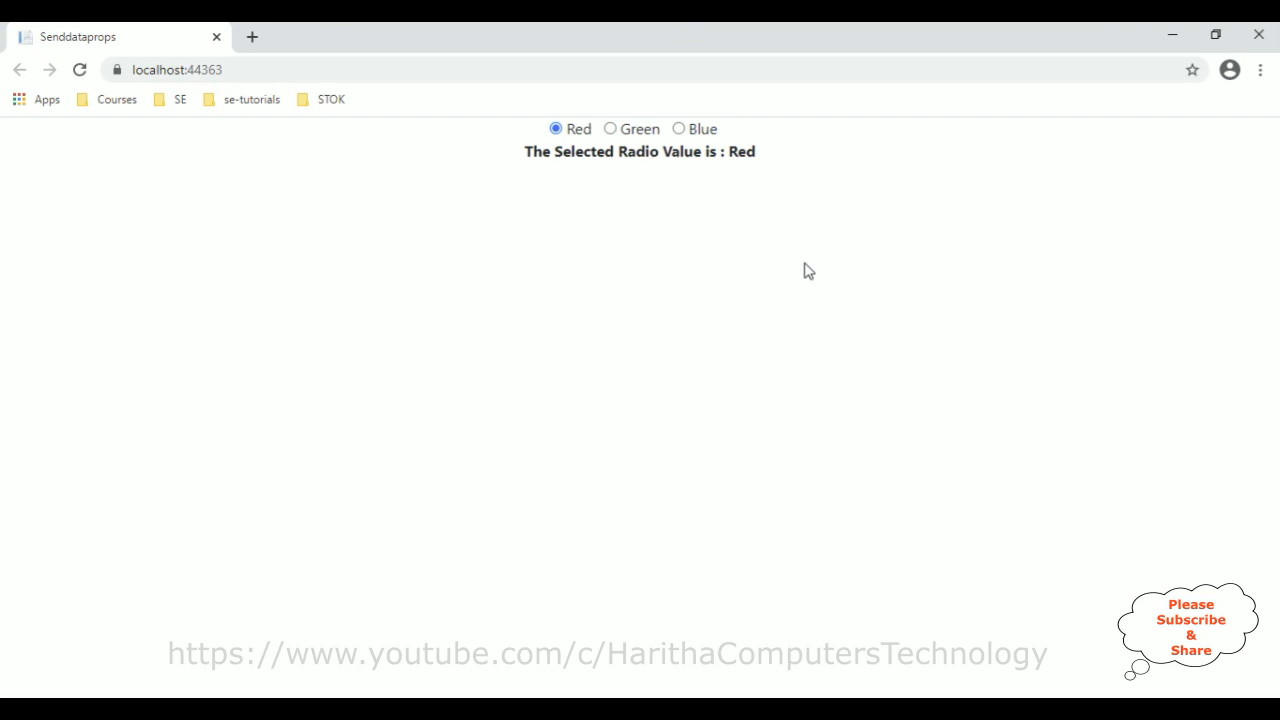 Senddataprops
localhost:44363
Apps Courses SE se-tutorials STOK
Red Green Blue
The Selected Radio Value is : Red
Please
Subscribe
&
Share
https://www.youtube.com/c/HarithaComputersTechnology